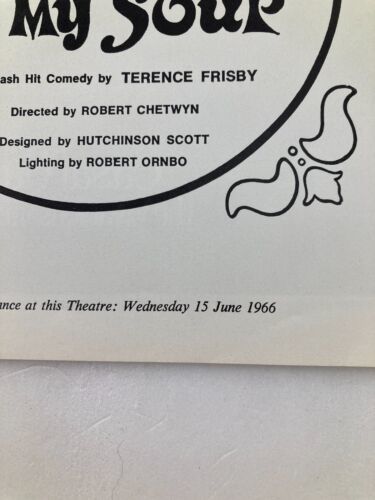 My Soup
ash Hit Comedy by TERENCE FRISBY
Directed by ROBERT CHETWYN
Designed by HUTCHINSON SCOTT
Lighting by ROBERT ORNBO
ance at this Theatre: Wednesday 15 June 1966